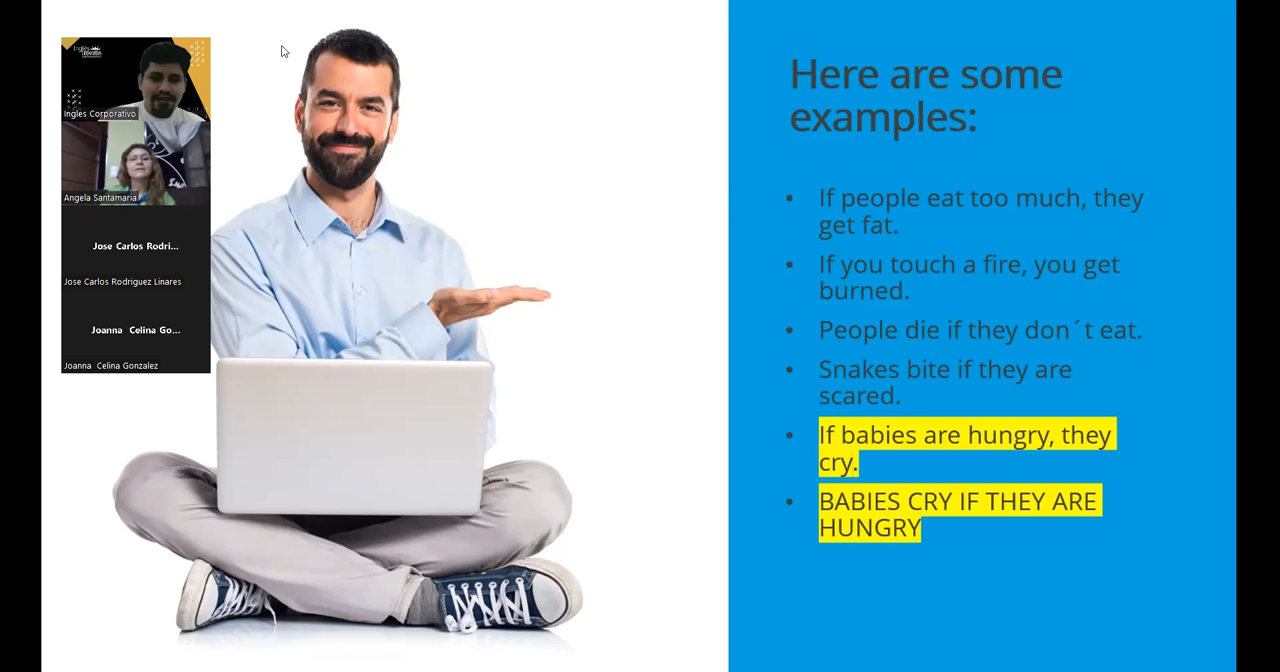 Ingles Corporativo
Angela Santamaria
Jose Carlos Rodri...
Jose Carlos Rodriguez Linares
Joanna Celina Go...
Joanna Celina Gonzalez
Here are some
examples:
• If people eat too much, they
get fat.
• If you touch a fire, you get
burned.
• People die if they don´t eat.
• Snakes bite if they are
scared.
• If babies are hungry, they
cry.
• BABIES CRY IF THEY ARE
HUNGRY